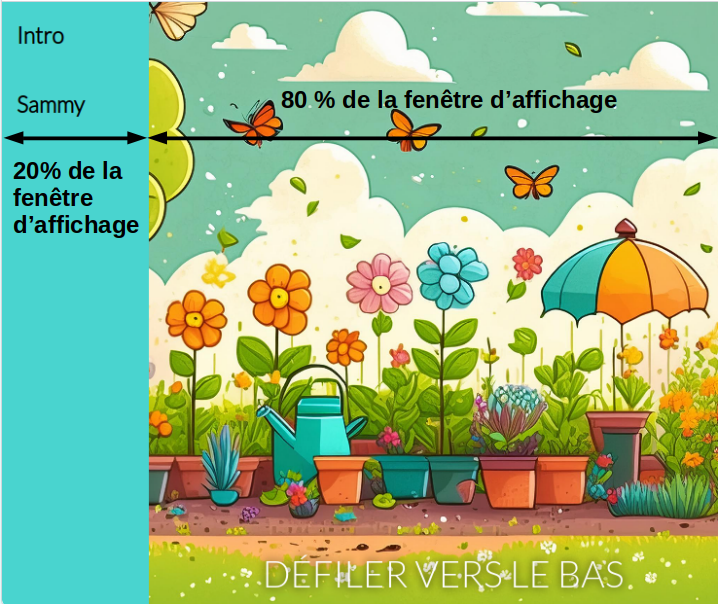 Intro
Sammy
80 % de la fenêtre d’affichage
20% de la
fenêtre
d’affichage
DÉFILER VERS LE BAS